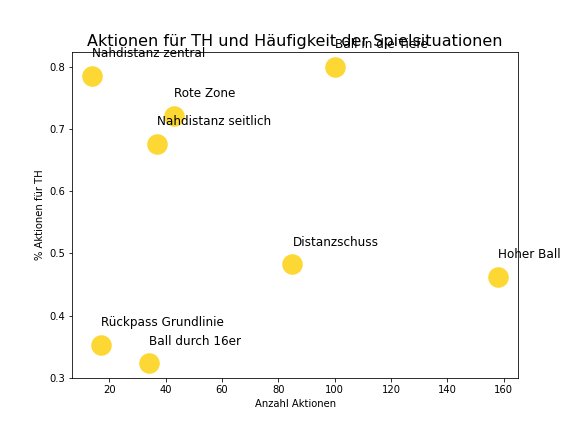 Aktionen für TH und Häufigkeit der Spielsituationen
Ball in die Tiefe
Nahdistanz zentral
Rote Zone
Nahdistanz seitlich
Distanzschuss
Hoher Ball
Rückpass Grundlinie
Ball durch 16er
0.8
0.7
0.6
0.5
0.4
0.3
% Aktionen für TH
20 40 60 80 100 120 140 160
Anzahl Aktionen